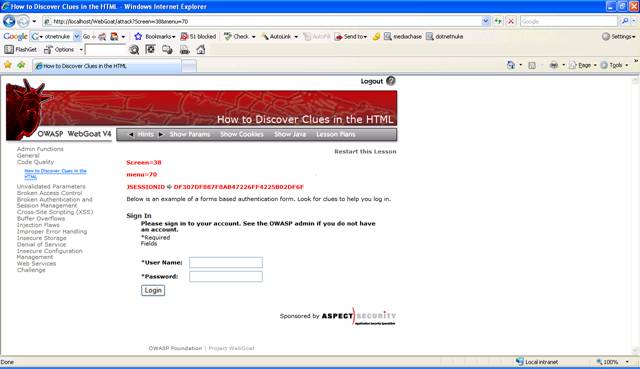 How to Discover Clues in the HTML - Windows Internet Explorer
http://localhost/WebGoat/attack?Screen=38&menu=70
Google
Google G- otnetnuke Go Bookmarks 51 blocked Check AutoLink AutoFill Send to mediachase dotnetnuke Settings
FlashGet Options
How to Discover Clues in the HTML Page Tools
Logout ?
How to Discover Clues in the HTML
OWASP WebGoat V4 Hints Show Params Show Cookies Show Java Lesson Plans
Admin Functions
General
Code Quality
How to Discover Clues in the HTML
Unvalidated Parameters
Broken Access Control
Broken Authentication and
Session Management
Cross-Site Scripting (XSS)
Buffer Overflows
Injection Flaws
Improper Error Handling
Insecure Storage
Denial of Service
Insecure Configuration
Management
Web Services
Challenge
Restart this Lesson
Screen=38
menu=70
JSESSIONID DF307DF887F8AB47226FF4225B02DF6F
Below is an example of a forms based authentication form. Look for clues to help you log in.
Sign In
Please sign in to your account. See the OWASP admin if you do not have
an account.
*Required
Fields
*User Name:
*Password:
Login
Sponsored by ASPECT SECURITY
Application Security Specialists
OWASP Foundation | Project WebGoat
Done Local intranet 100%